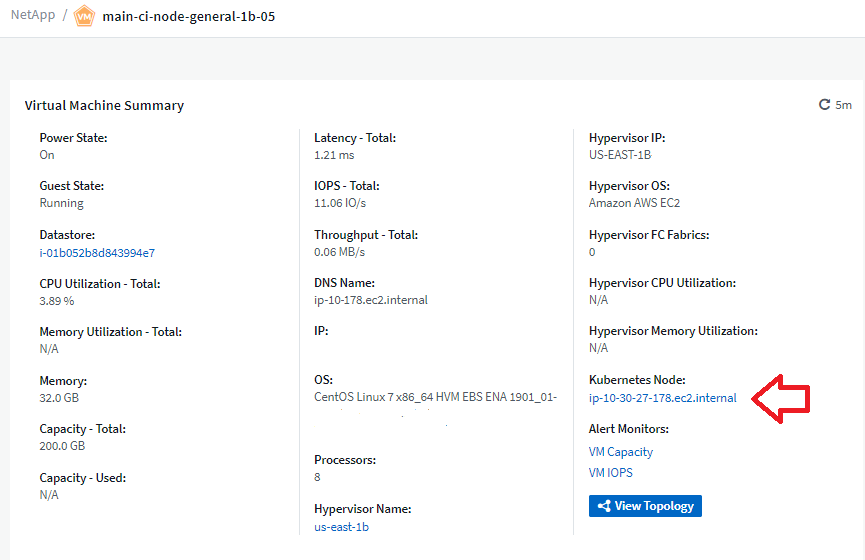 NetApp / VM main-ci-node-general-1b-05
Virtual Machine Summary
5m
Power State:
On
Guest State:
Running
Datastore:
i-01b052b8d843994e7
CPU Utilization - Total:
3.89 %
Memory Utilization - Total:
N/A
Memory:
32.0 GB
Capacity - Total:
200.0 GB
Capacity - Used:
N/A
Latency - Total:
1.21 ms
IOPS - Total:
11.06 IO/s
Throughput - Total:
0.06 MB/s
DNS Name:
ip-10-178.ec2.internal
IP:
OS:
CentOS Linux 7 x86_64 HVM EBS ENA 1901_01-
Processors:
8
Hypervisor Name:
us-east-1b
Hypervisor IP:
US-EAST-1B
Hypervisor OS:
Amazon AWS EC2
Hypervisor FC Fabrics:
0
Hypervisor CPU Utilization:
N/A
Hypervisor Memory Utilization:
N/A
Kubernetes Node:
ip-10-30-27-178.ec2.internal
Alert Monitors:
VM Capacity
VM IOPS
View Topology